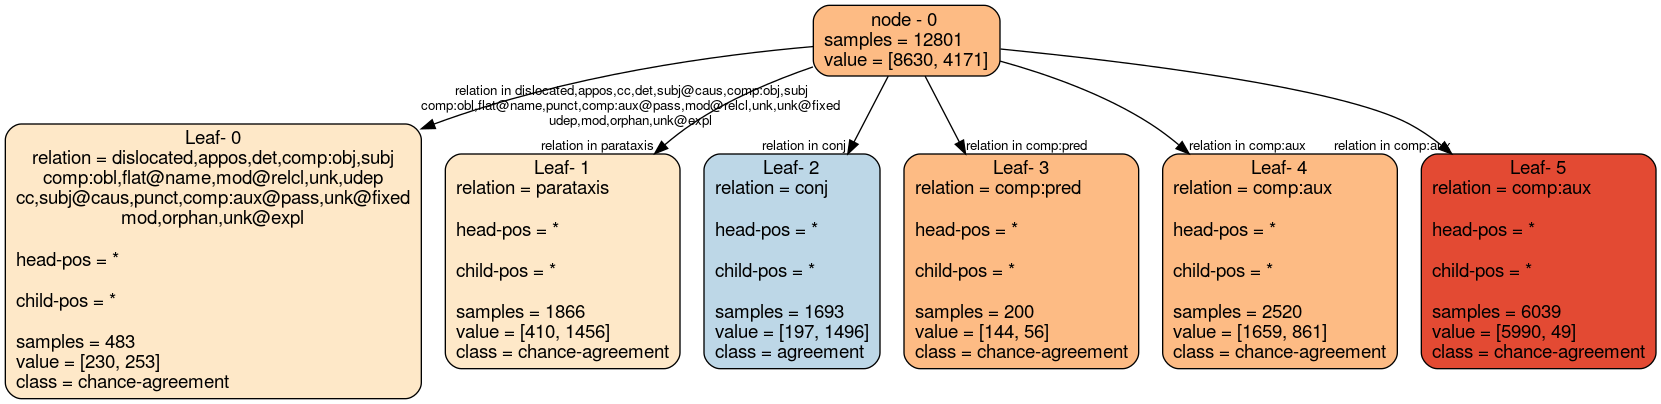 node - 0
samples = 12801
value = [8630, 4171]
relation in dislocated,appos,cc,det,subj@caus,comp:obj,subj
comp:obl,flat@name,punct,comp:aux@pass,mod@relcl,unk,unk@fixed
udep,mod,orphan,unk@expl
relation in parataxis
relation in conj
relation in comp:pred
relation in comp:aux
relation in comp:aux
Leaf- 0
relation = dislocated,appos,det,comp:obj,subj
comp:obl,flat@name,mod@relcl,unk,udep
cc,subj@caus,punct,comp:aux@pass,unk@fixed
mod,orphan,unk@expl
head-pos = *
child-pos = *
samples = 483
value = [230, 253]
class = chance-agreement
Leaf- 1
relation = parataxis
head-pos = *
child-pos = *
samples = 1866
value = [410, 1456]
class = chance-agreement
Leaf- 2
relation = conj
head-pos = *
child-pos = *
samples = 1693
value = [197, 1496]
class = agreement
Leaf- 3
relation = comp:pred
head-pos = *
child-pos = *
samples = 200
value = [144, 56]
class = chance-agreement
Leaf- 4
relation = comp:aux
head-pos = *
child-pos = *
samples = 2520
value = [1659, 861]
class = chance-agreement
Leaf- 5
relation = comp:aux
head-pos = *
child-pos = *
samples = 6039
value = [5990, 49]
class = chance-agreement